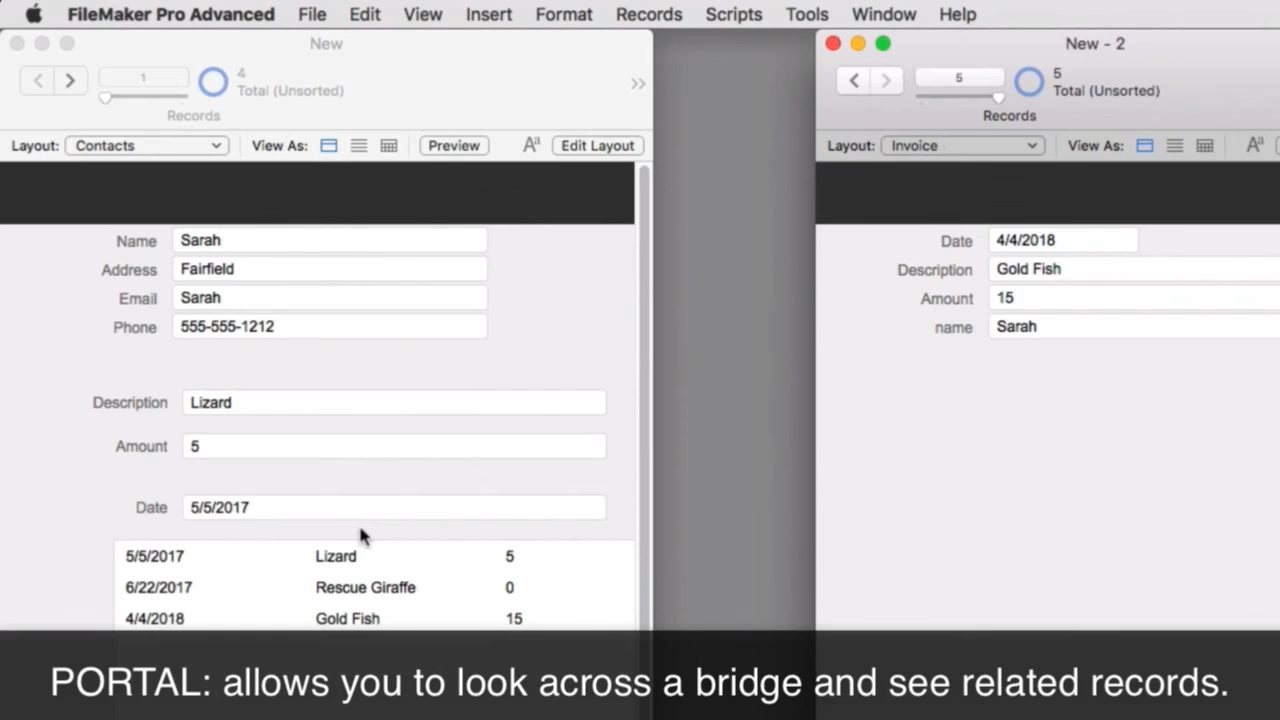 FileMaker Pro Advanced File Edit View Insert Format Records Scripts Tools Window Help
New
1
4
Total (Unsorted)
Records
Layout: Contacts View As: Preview Aa Edit Layout
Name Sarah
Address Fairfield
Email Sarah
Phone 555-555-1212
Description Lizard
Amount 5
Date 5/5/2017
5/5/2017 Lizard 5
6/22/2017 Rescue Giraffe 0
4/4/2018 Gold Fish 15
New - 2
5
5
Total (Unsorted)
Records
Layout: Invoice View As: Aa
Date 4/4/2018
Description Gold Fish
Amount 15
name Sarah
PORTAL: allows you to look across a bridge and see related records.